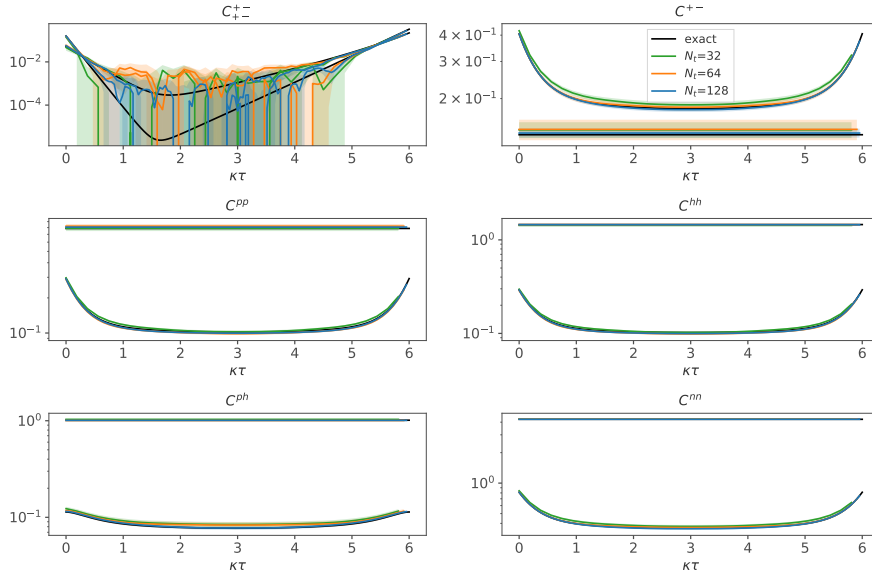 C^{+-}_{+-}
10^{-2}
10^{-4}
0 1 2 3 4 5 6
κτ
C^{+-}
4 × 10^{-1}
3 × 10^{-1}
2 × 10^{-1}
exact
N_t=32
N_t=64
N_t=128
0 1 2 3 4 5 6
κτ
C^{pp}
10^{-1}
0 1 2 3 4 5 6
κτ
C^{hh}
10^0
10^{-1}
0 1 2 3 4 5 6
κτ
C^{ph}
10^0
10^{-1}
0 1 2 3 4 5 6
κτ
C^{nn}
10^0
0 1 2 3 4 5 6
κτ